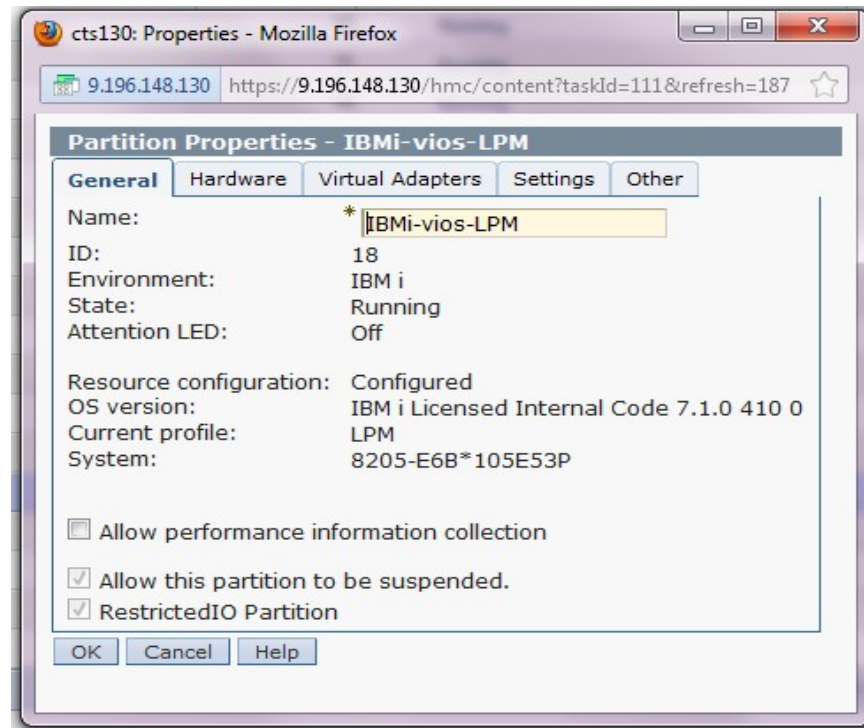 cts130: Properties - Mozilla Firefox
9.196.148.130 https://9.196.148.130/hmc/content?taskId=111&refresh=187
Partition Properties - IBMi-vios-LPM
General Hardware Virtual Adapters Settings Other
Name: * IBMi-vios-LPM
ID: 18
Environment: IBM i
State: Running
Attention LED: Off
Resource configuration: Configured
OS version: IBM i Licensed Internal Code 7.1.0 410 0
Current profile: LPM
System: 8205-E6B*105E53P
Allow performance information collection
Allow this partition to be suspended.
RestrictedIO Partition
OK Cancel Help